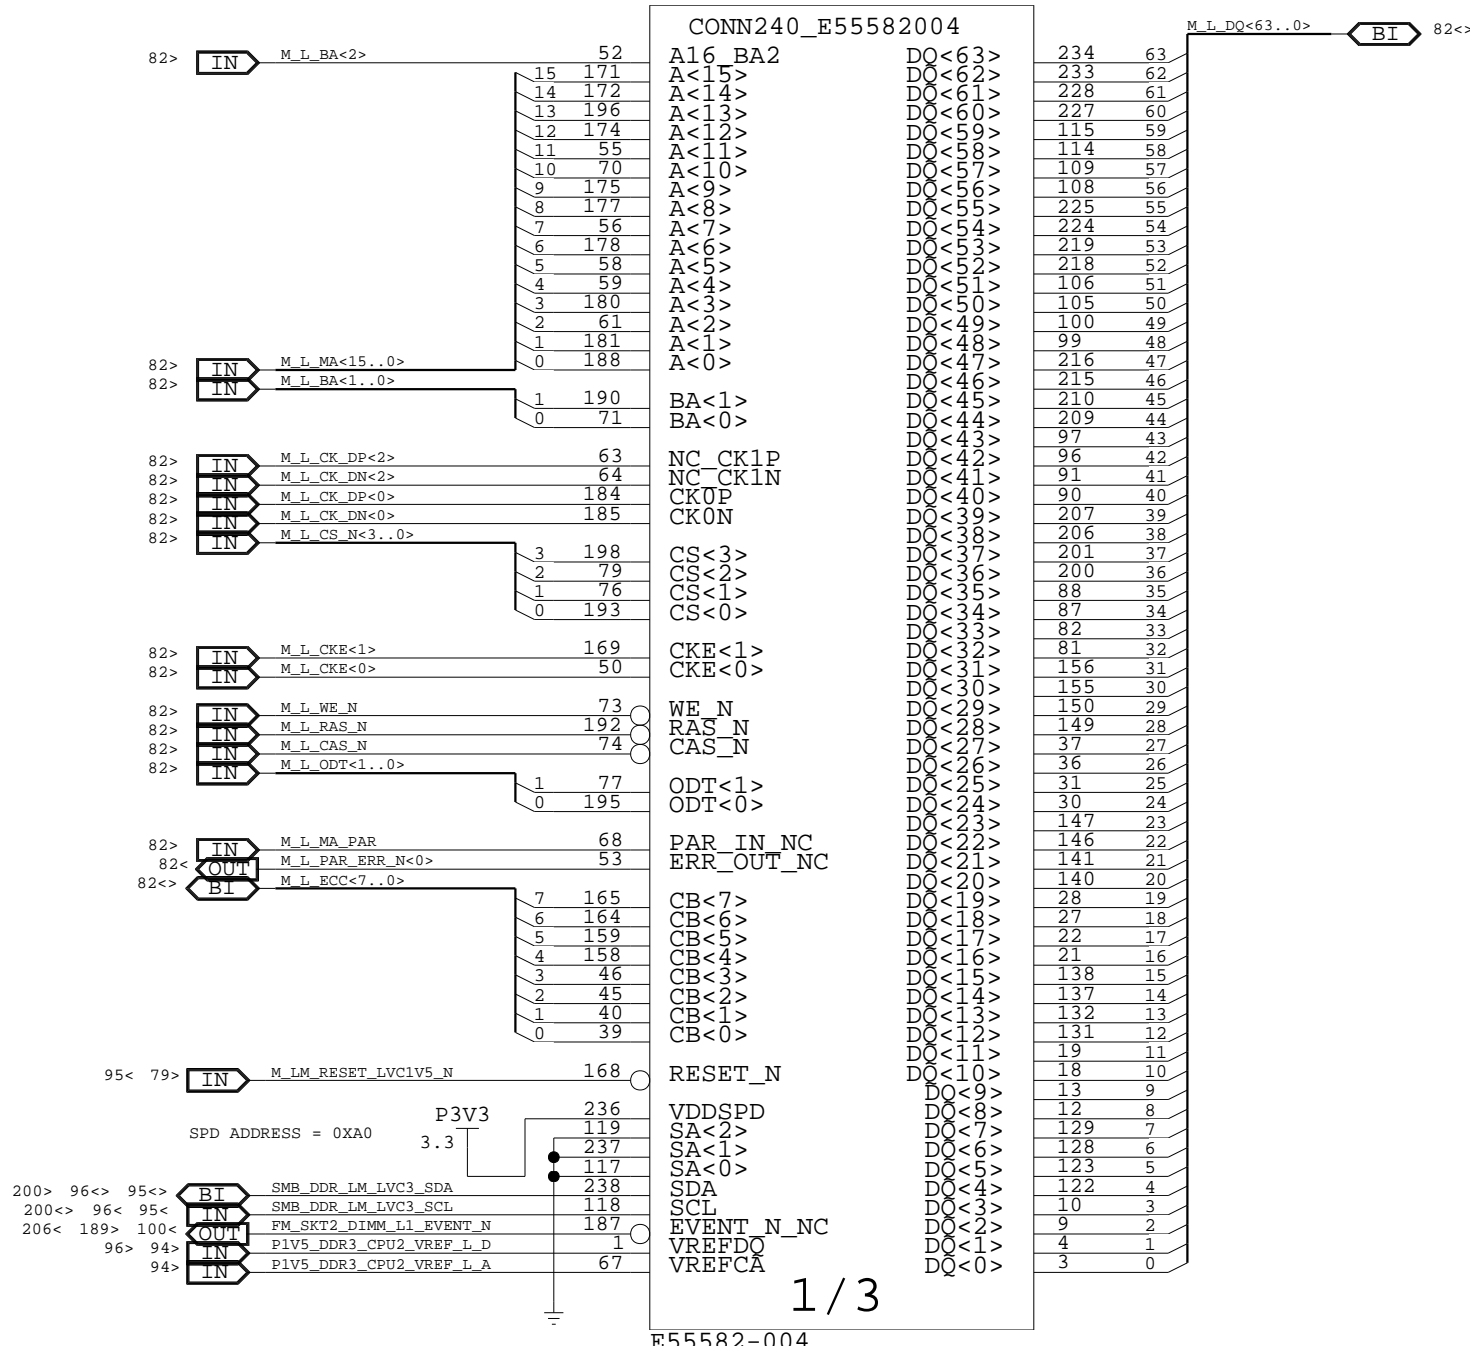 CONN240_E55582004
M_L_DQ<63..0> BI 82<>
82> IN M_L_BA<2> 52 A16_BA2 DQ<63> 234 63
15 171 A<15> DQ<62> 233 62
14 172 A<14> DQ<61> 228 61
13 196 A<13> DQ<60> 227 60
12 174 A<12> DQ<59> 115 59
11 55 A<11> DQ<58> 114 58
10 70 A<10> DQ<57> 109 57
9 175 A<9> DQ<56> 108 56
8 177 A<8> DQ<55> 225 55
7 56 A<7> DQ<54> 224 54
6 178 A<6> DQ<53> 219 53
5 58 A<5> DQ<52> 218 52
4 59 A<4> DQ<51> 106 51
3 180 A<3> DQ<50> 105 50
2 61 A<2> DQ<49> 100 49
1 181 A<1> DQ<48> 99 48
82> IN M_L_MA<15..0> 0 188 A<0> DQ<47> 216 47
82> IN M_L_BA<1..0> DQ<46> 215 46
1 190 BA<1> DQ<45> 210 45
0 71 BA<0> DQ<44> 209 44
DQ<43> 97 43
82> IN M_L_CK_DP<2> 63 NC_CK1P DQ<42> 96 42
82> IN M_L_CK_DN<2> 64 NC_CK1N DQ<41> 91 41
82> IN M_L_CK_DP<0> 184 CK0P DQ<40> 90 40
82> IN M_L_CK_DN<0> 185 CK0N DQ<39> 207 39
82> IN M_L_CS_N<3..0> DQ<38> 206 38
3 198 CS<3> DQ<37> 201 37
2 79 CS<2> DQ<36> 200 36
1 76 CS<1> DQ<35> 88 35
0 193 CS<0> DQ<34> 87 34
DQ<33> 82 33
82> IN M_L_CKE<1> 169 CKE<1> DQ<32> 81 32
82> IN M_L_CKE<0> 50 CKE<0> DQ<31> 156 31
DQ<30> 155 30
82> IN M_L_WE_N 73 WE_N DQ<29> 150 29
82> IN M_L_RAS_N 192 RAS_N DQ<28> 149 28
82> IN M_L_CAS_N 74 CAS_N DQ<27> 37 27
82> IN M_L_ODT<1..0> DQ<26> 36 26
1 77 ODT<1> DQ<25> 31 25
0 195 ODT<0> DQ<24> 30 24
DQ<23> 147 23
82> IN M_L_MA_PAR 68 PAR_IN_NC DQ<22> 146 22
82< OUT M_L_PAR_ERR_N<0> 53 ERR_OUT_NC DQ<21> 141 21
82<> BI M_L_ECC<7..0> DQ<20> 140 20
7 165 CB<7> DQ<19> 28 19
6 164 CB<6> DQ<18> 27 18
5 159 CB<5> DQ<17> 22 17
4 158 CB<4> DQ<16> 21 16
3 46 CB<3> DQ<15> 138 15
2 45 CB<2> DQ<14> 137 14
1 40 CB<1> DQ<13> 132 13
0 39 CB<0> DQ<12> 131 12
DQ<11> 19 11
95< 79> IN M_LM_RESET_LVC1V5_N 168 RESET_N DQ<10> 18 10
DQ<9> 13 9
P3V3 236 VDDSPD DQ<8> 12 8
SPD ADDRESS = 0XA0 3.3 119 SA<2> DQ<7> 129 7
237 SA<1> DQ<6> 128 6
117 SA<0> DQ<5> 123 5
200> 96<> 95<> BI SMB_DDR_LM_LVC3_SDA 238 SDA DQ<4> 122 4
200<> 96< 95< IN SMB_DDR_LM_LVC3_SCL 118 SCL DQ<3> 10 3
206< 189> 100< OUT FM_SKT2_DIMM_L1_EVENT_N 187 EVENT_N_NC DQ<2> 9 2
96> 94> IN P1V5_DDR3_CPU2_VREF_L_D 1 VREFDQ DQ<1> 4 1
94> IN P1V5_DDR3_CPU2_VREF_L_A 67 VREFCA DQ<0> 3 0
1/3
E55582-004